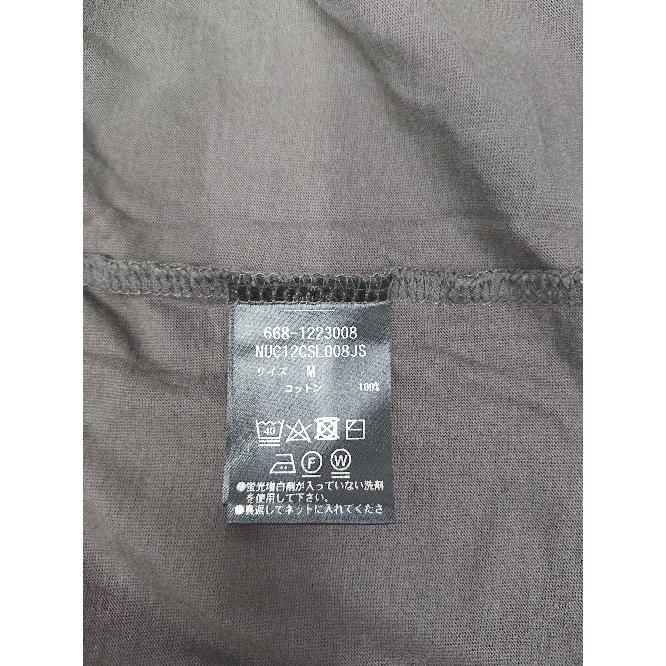 668-1223008
NUC12CSL008JS
サイズ M
コットン 100%
40
F W
●蛍光増白剤が入っていない洗剤
を使用して下さい。
●裏返してネットに入れてくださ